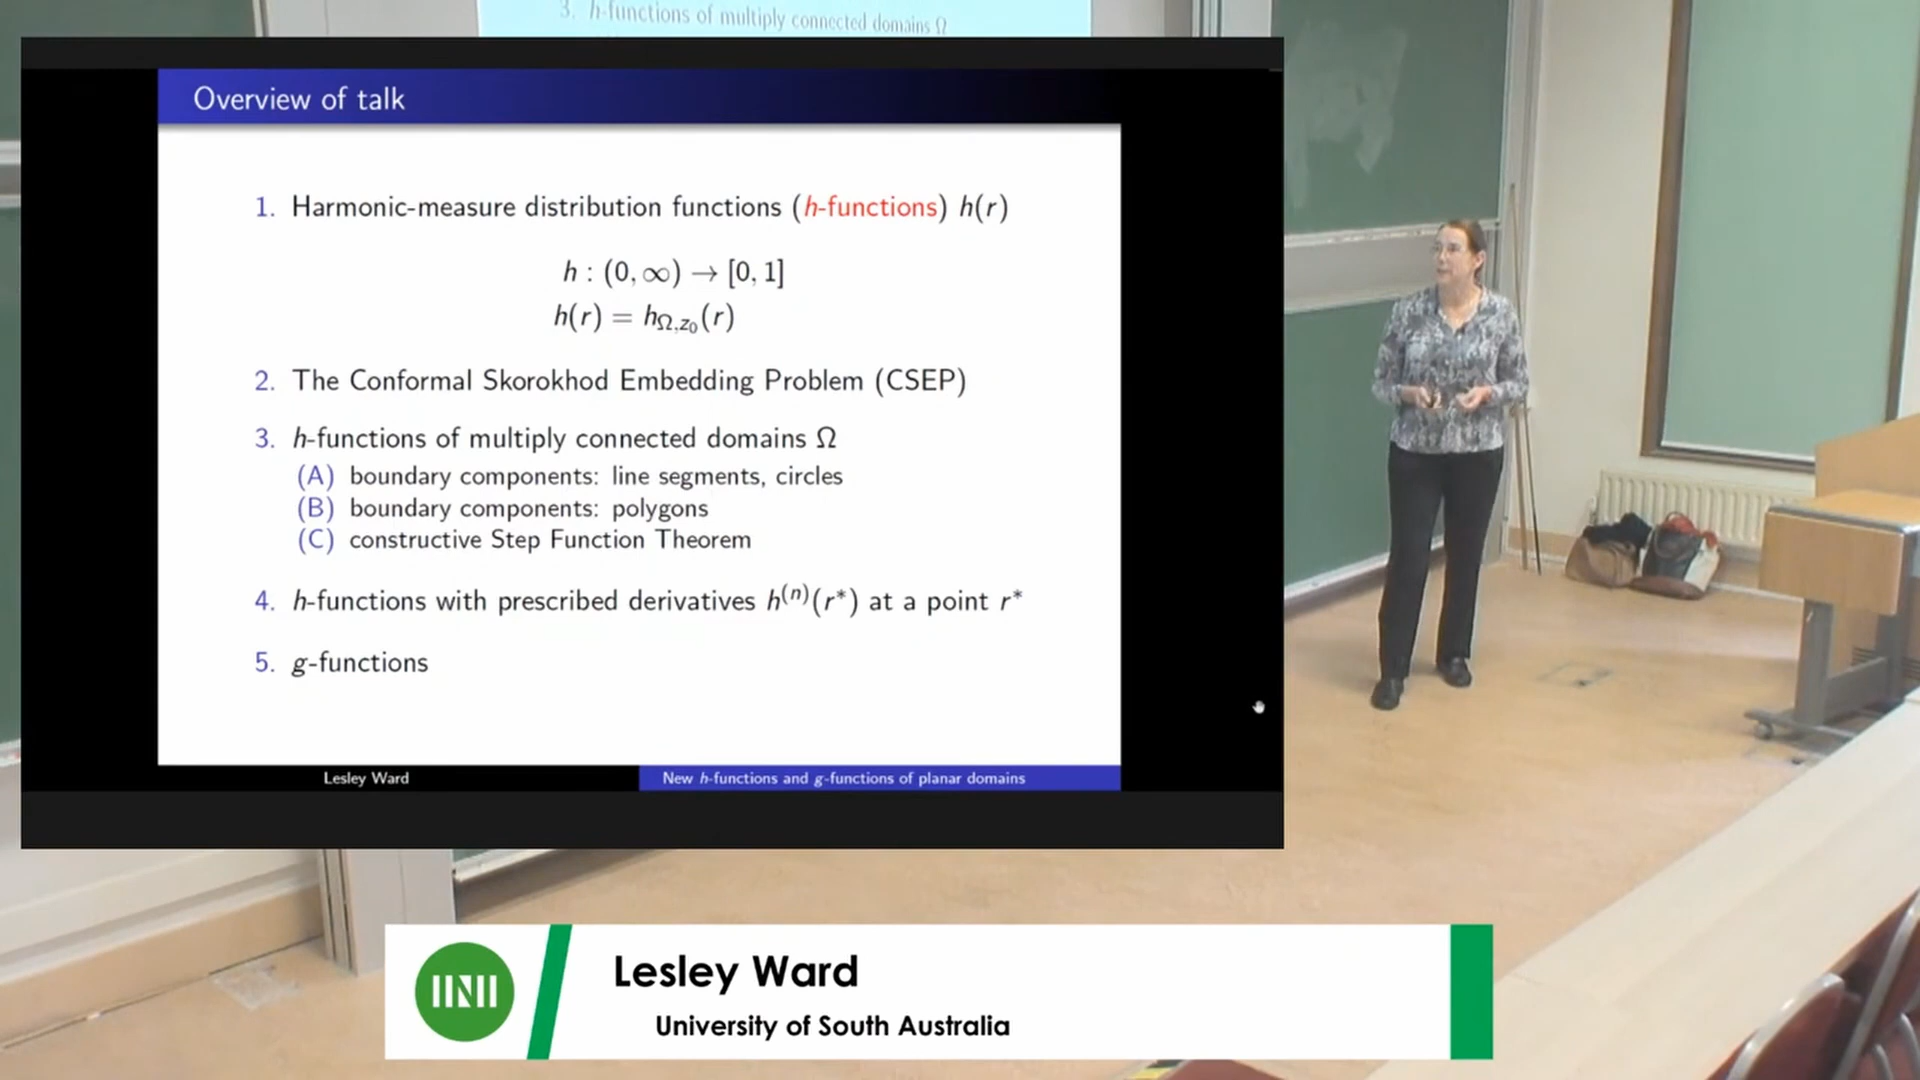 3. h-functions of multiply connected domains Ω
Overview of talk
1. Harmonic-measure distribution functions (h-functions) h(r)
h : (0, ∞) → [0, 1]
h(r) = h_{Ω,z₀}(r)
2. The Conformal Skorokhod Embedding Problem (CSEP)
3. h-functions of multiply connected domains Ω
(A) boundary components: line segments, circles
(B) boundary components: polygons
(C) constructive Step Function Theorem
4. h-functions with prescribed derivatives h⁽ⁿ⁾(r*) at a point r*
5. g-functions
Lesley Ward
New h-functions and g-functions of planar domains
Lesley Ward
University of South Australia